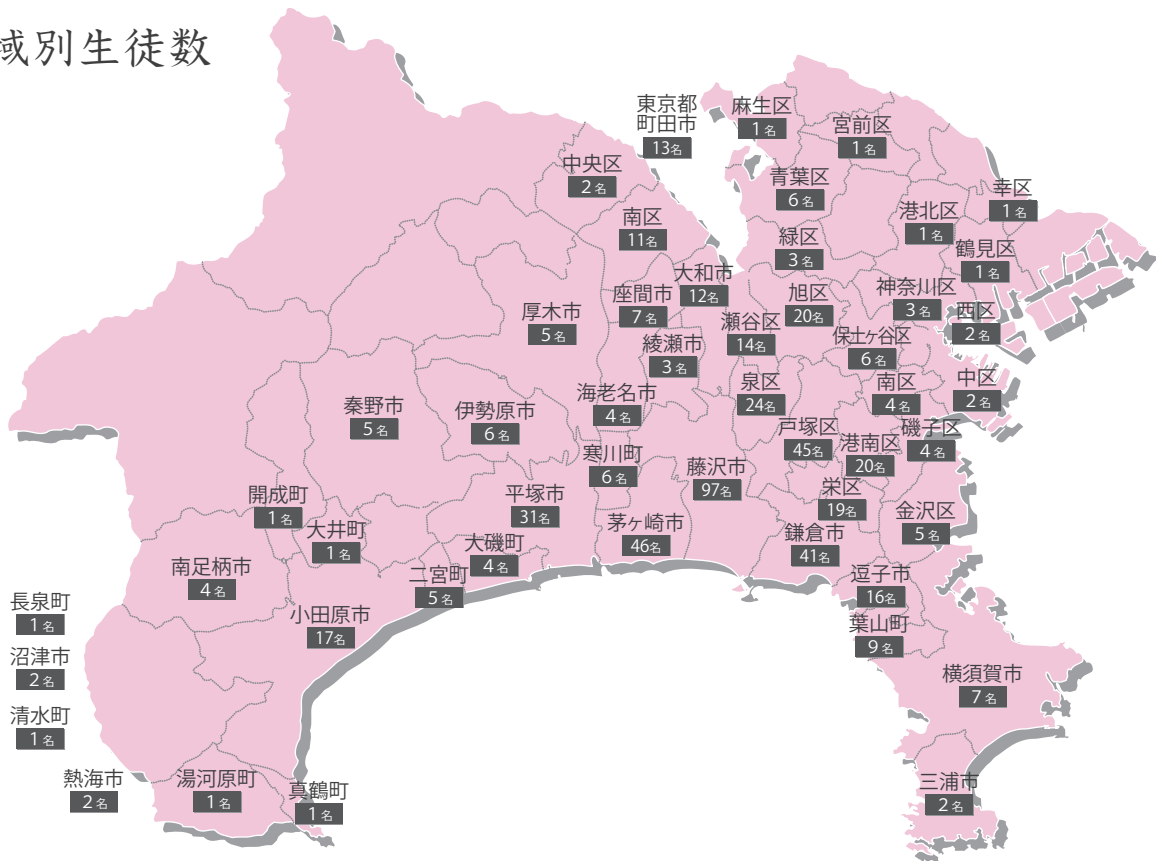 域別生徒数
東京都
町田市
13名
麻生区
1名
宮前区
1名
中央区
2名
青葉区
6名
幸区
1名
南区
11名
港北区
1名
緑区
3名
鶴見区
1名
大和市
12名
座間市
7名
旭区
20名
神奈川区
3名
厚木市
5名
瀬谷区
14名
西区
2名
綾瀬市
3名
保土ヶ谷区
6名
海老名市
4名
泉区
24名
南区
4名
中区
2名
秦野市
5名
伊勢原市
6名
戸塚区
45名
港南区
20名
磯子区
4名
寒川町
6名
藤沢市
97名
開成町
1名
平塚市
31名
栄区
19名
金沢区
5名
大井町
1名
大磯町
4名
茅ヶ崎市
46名
鎌倉市
41名
南足柄市
4名
二宮町
5名
逗子市
16名
長泉町
1名
小田原市
17名
葉山町
9名
沼津市
2名
横須賀市
7名
清水町
1名
熱海市
2名
湯河原町
1名
真鶴町
1名
三浦市
2名